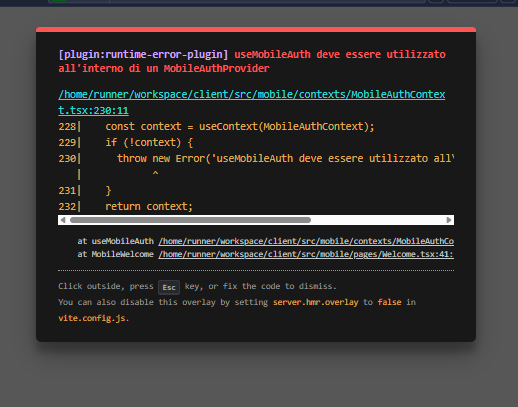 [plugin:runtime-error-plugin] useMobileAuth deve essere utilizzato
all'interno di un MobileAuthProvider
/home/runner/workspace/client/src/mobile/contexts/MobileAuthContex
t.tsx:230:11
228|    const context = useContext(MobileAuthContext);
229|    if (!context) {
230|      throw new Error('useMobileAuth deve essere utilizzato all\
   |            ^
231|    }
232|    return context;
at useMobileAuth /home/runner/workspace/client/src/mobile/contexts/MobileAuthCo
at MobileWelcome /home/runner/workspace/client/src/mobile/pages/Welcome.tsx:41:
Click outside, press Esc key, or fix the code to dismiss.
You can also disable this overlay by setting server.hmr.overlay to false in
vite.config.js.